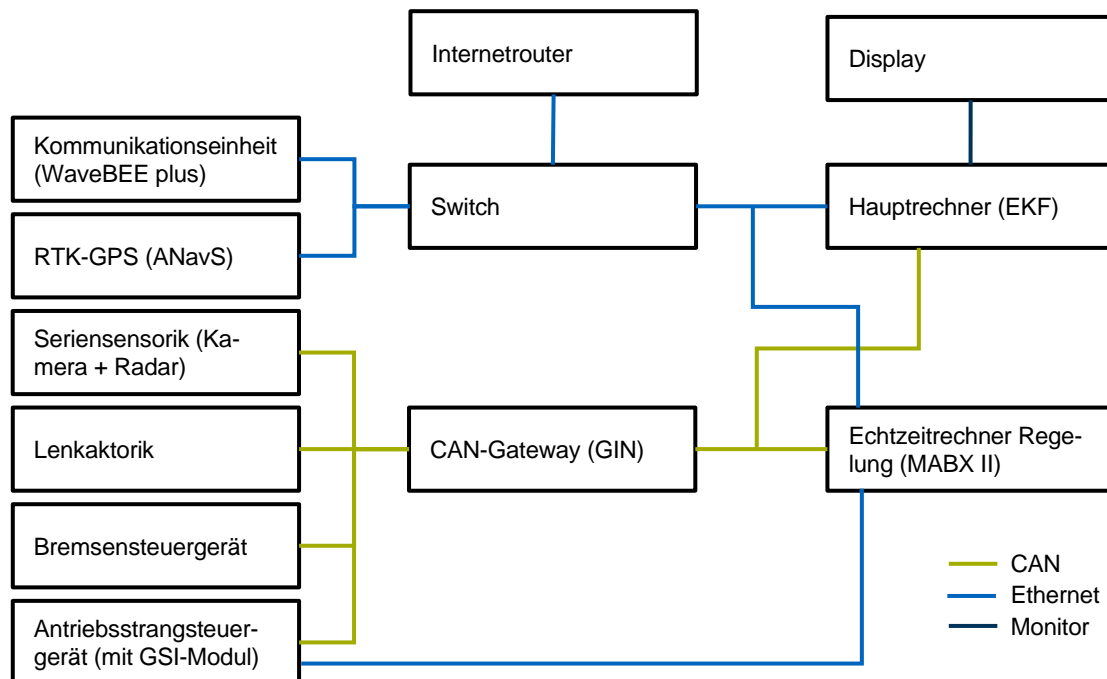 Internetrouter
Display
Kommunikationseinheit
(WaveBEE plus)
Switch
Hauptrechner (EKF)
RTK-GPS (ANavS)
Seriensensorik (Ka-
mera + Radar)
Lenkaktorik
CAN-Gateway (GIN)
Echtzeitrechner Rege-
lung (MABX II)
Bremsensteuergerät
Antriebsstrangsteuer-
gerät (mit GSI-Modul)
CAN
Ethernet
Monitor